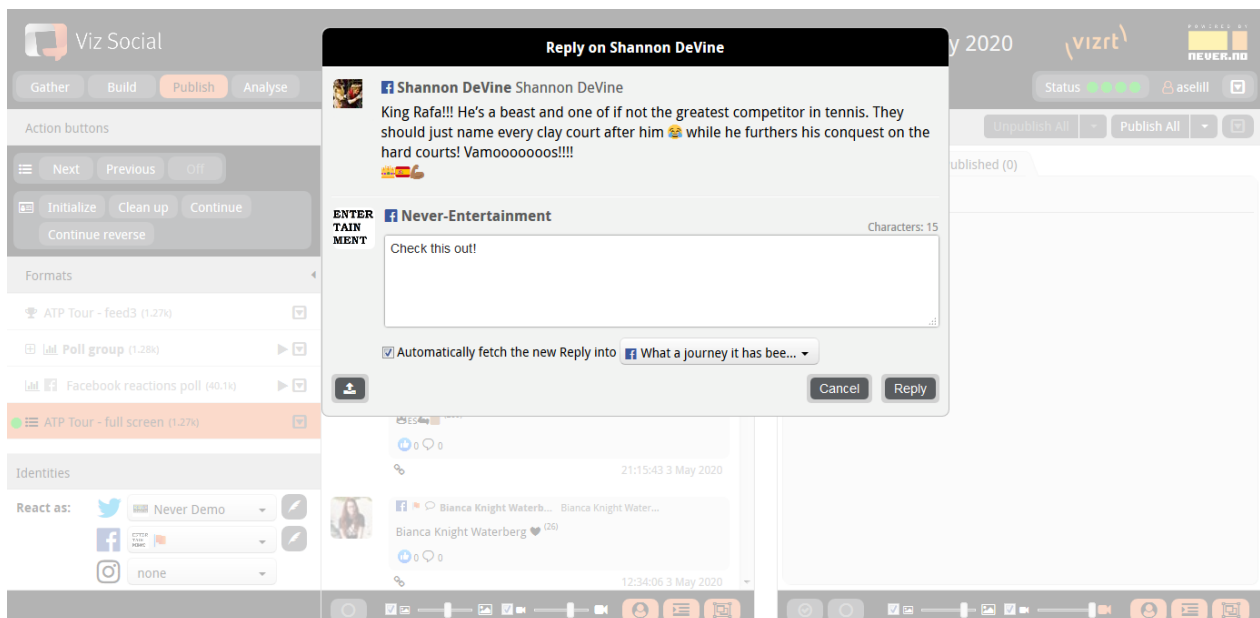 Viz Social
y 2020
vizrt
POWERED BY
NEVER.NO
Gather Build Publish Analyse
Status
aselill
Action buttons
Unpublish All
Publish All
Next Previous Off
ublished (0)
Initialize Clean up Continue
Continue reverse
Formats
ATP Tour - feed3 (1.27k)
Poll group (1.28k)
Facebook reactions poll (40.1k)
ATP Tour - full screen (1.27k)
Identities
React as:
Never Demo
none
Reply on Shannon DeVine
Shannon DeVine Shannon DeVine
King Rafa!!! He's a beast and one of if not the greatest competitor in tennis. They
should just name every clay court after him 😂 while he furthers his conquest on the
hard courts! Vamooooooos!!!!
👑🇪🇸💪🏽
ENTER
TAIN
MENT
Never-Entertainment
Characters: 15
Check this out!
Automatically fetch the new Reply into
What a journey it has bee...
Cancel Reply
0 0
21:15:43 3 May 2020
Bianca Knight Waterb... Bianca Knight Water...
Bianca Knight Waterberg ♥ (26)
0 0
12:34:06 3 May 2020